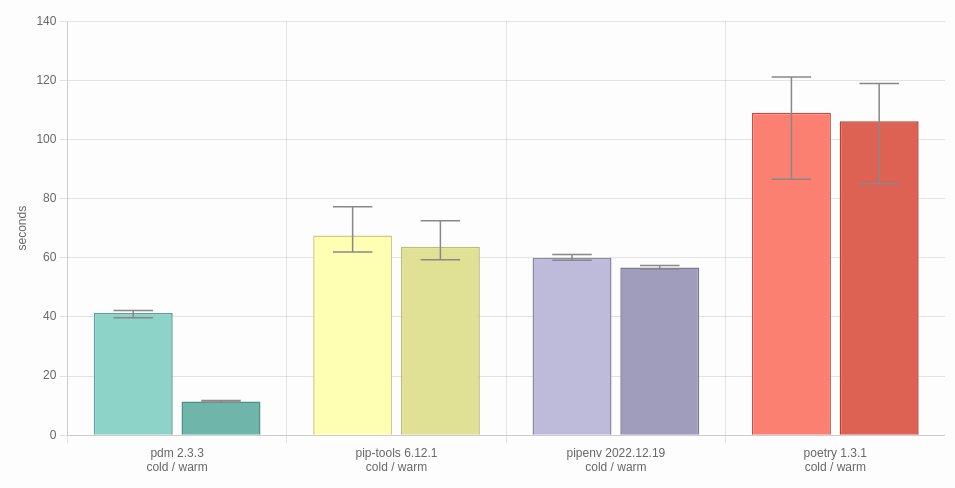 140
120
100
80
60
40
20
0
seconds
pdm 2.3.3
cold / warm
pip-tools 6.12.1
cold / warm
pipenv 2022.12.19
cold / warm
poetry 1.3.1
cold / warm